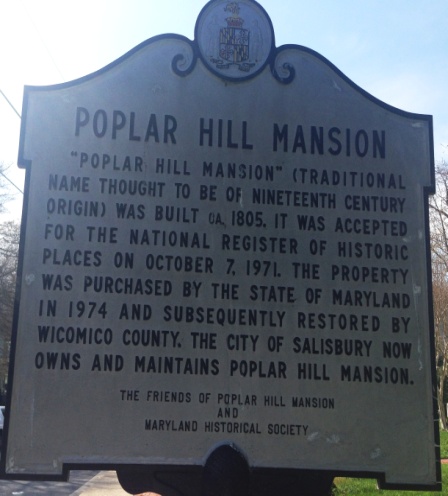 POPLAR HILL MANSION
"POPLAR HILL MANSION" (TRADITIONAL
NAME THOUGHT TO BE OF NINETEENTH CENTURY
ORIGIN) WAS BUILT CA. 1805. IT WAS ACCEPTED
FOR THE NATIONAL REGISTER OF HISTORIC
PLACES ON OCTOBER 7, 1971. THE PROPERTY
WAS PURCHASED BY THE STATE OF MARYLAND
IN 1974 AND SUBSEQUENTLY RESTORED BY
WICOMICO COUNTY. THE CITY OF SALISBURY NOW
OWNS AND MAINTAINS POPLAR HILL MANSION.
THE FRIENDS OF POPLAR HILL MANSION
AND
MARYLAND HISTORICAL SOCIETY